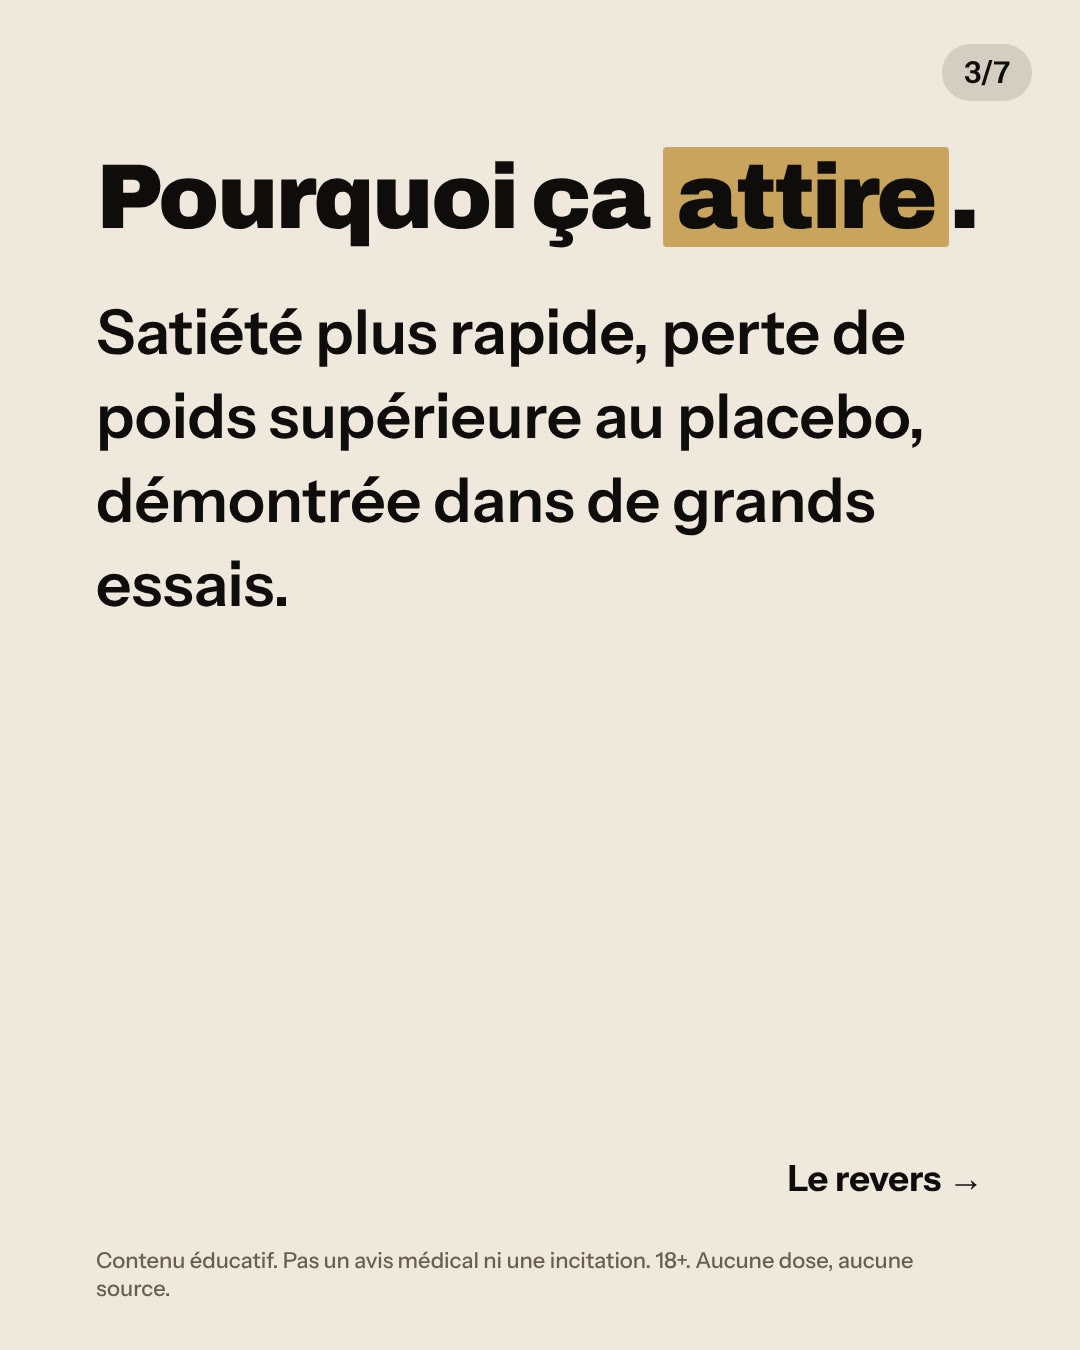 3/7
Pourquoi ça attire.
Satiété plus rapide, perte de
poids supérieure au placebo,
démontrée dans de grands
essais.
Le revers →
Contenu éducatif. Pas un avis médical ni une incitation. 18+. Aucune dose, aucune
source.